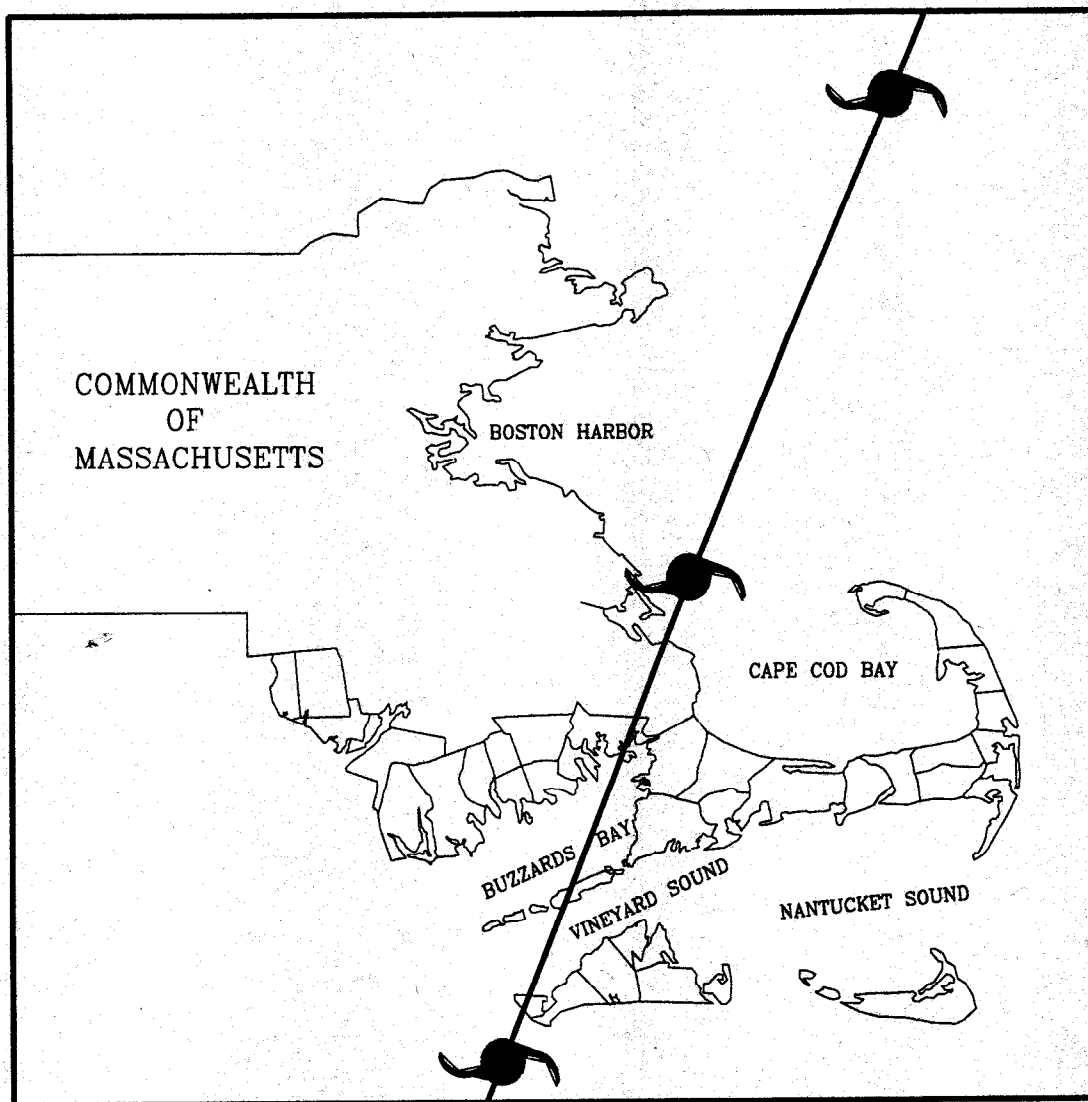 COMMONWEALTH
OF
MASSACHUSETTS
BOSTON HARBOR
CAPE COD BAY
BUZZARDS BAY
VINEYARD SOUND
NANTUCKET SOUND